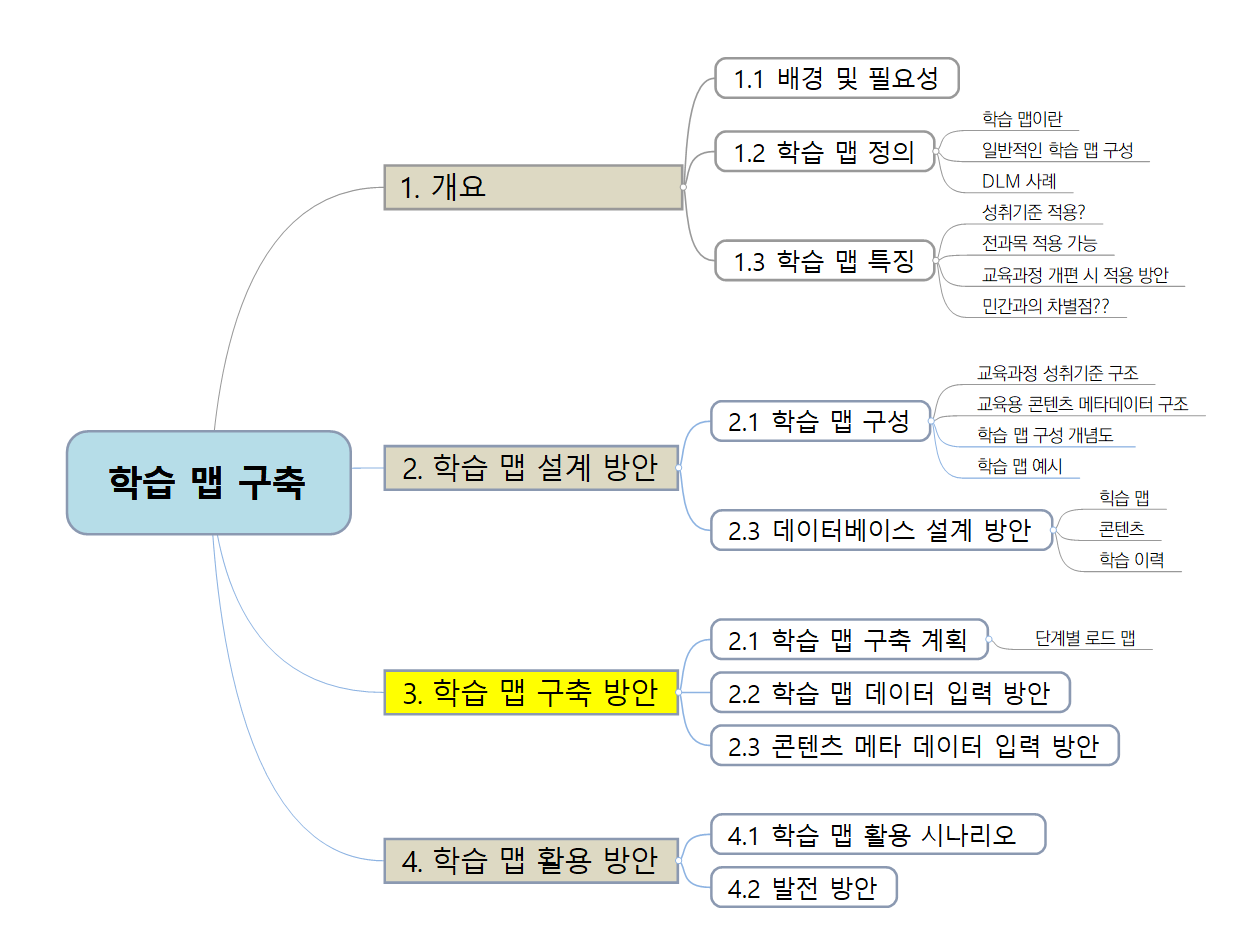 학습 맵 구축
1. 개요
1.1 배경 및 필요성
1.2 학습 맵 정의
학습 맵이란
일반적인 학습 맵 구성
DLM 사례
1.3 학습 맵 특징
성취기준 적용?
전과목 적용 가능
교육과정 개편 시 적용 방안
민간과의 차별점??
2. 학습 맵 설계 방안
2.1 학습 맵 구성
교육과정 성취기준 구조
교육용 콘텐츠 메타데이터 구조
학습 맵 구성 개념도
학습 맵 예시
2.3 데이터베이스 설계 방안
힉습 맵
콘텐츠
학습 이력
3. 학습 맵 구축 방안
2.1 학습 맵 구축 계획
단계별 로드 맵
2.2 학습 맵 데이터 입력 방안
2.3 콘텐츠 메타 데이터 입력 방안
4. 학습 맵 활용 방안
4.1 학습 맵 활용 시나리오
4.2 발전 방안